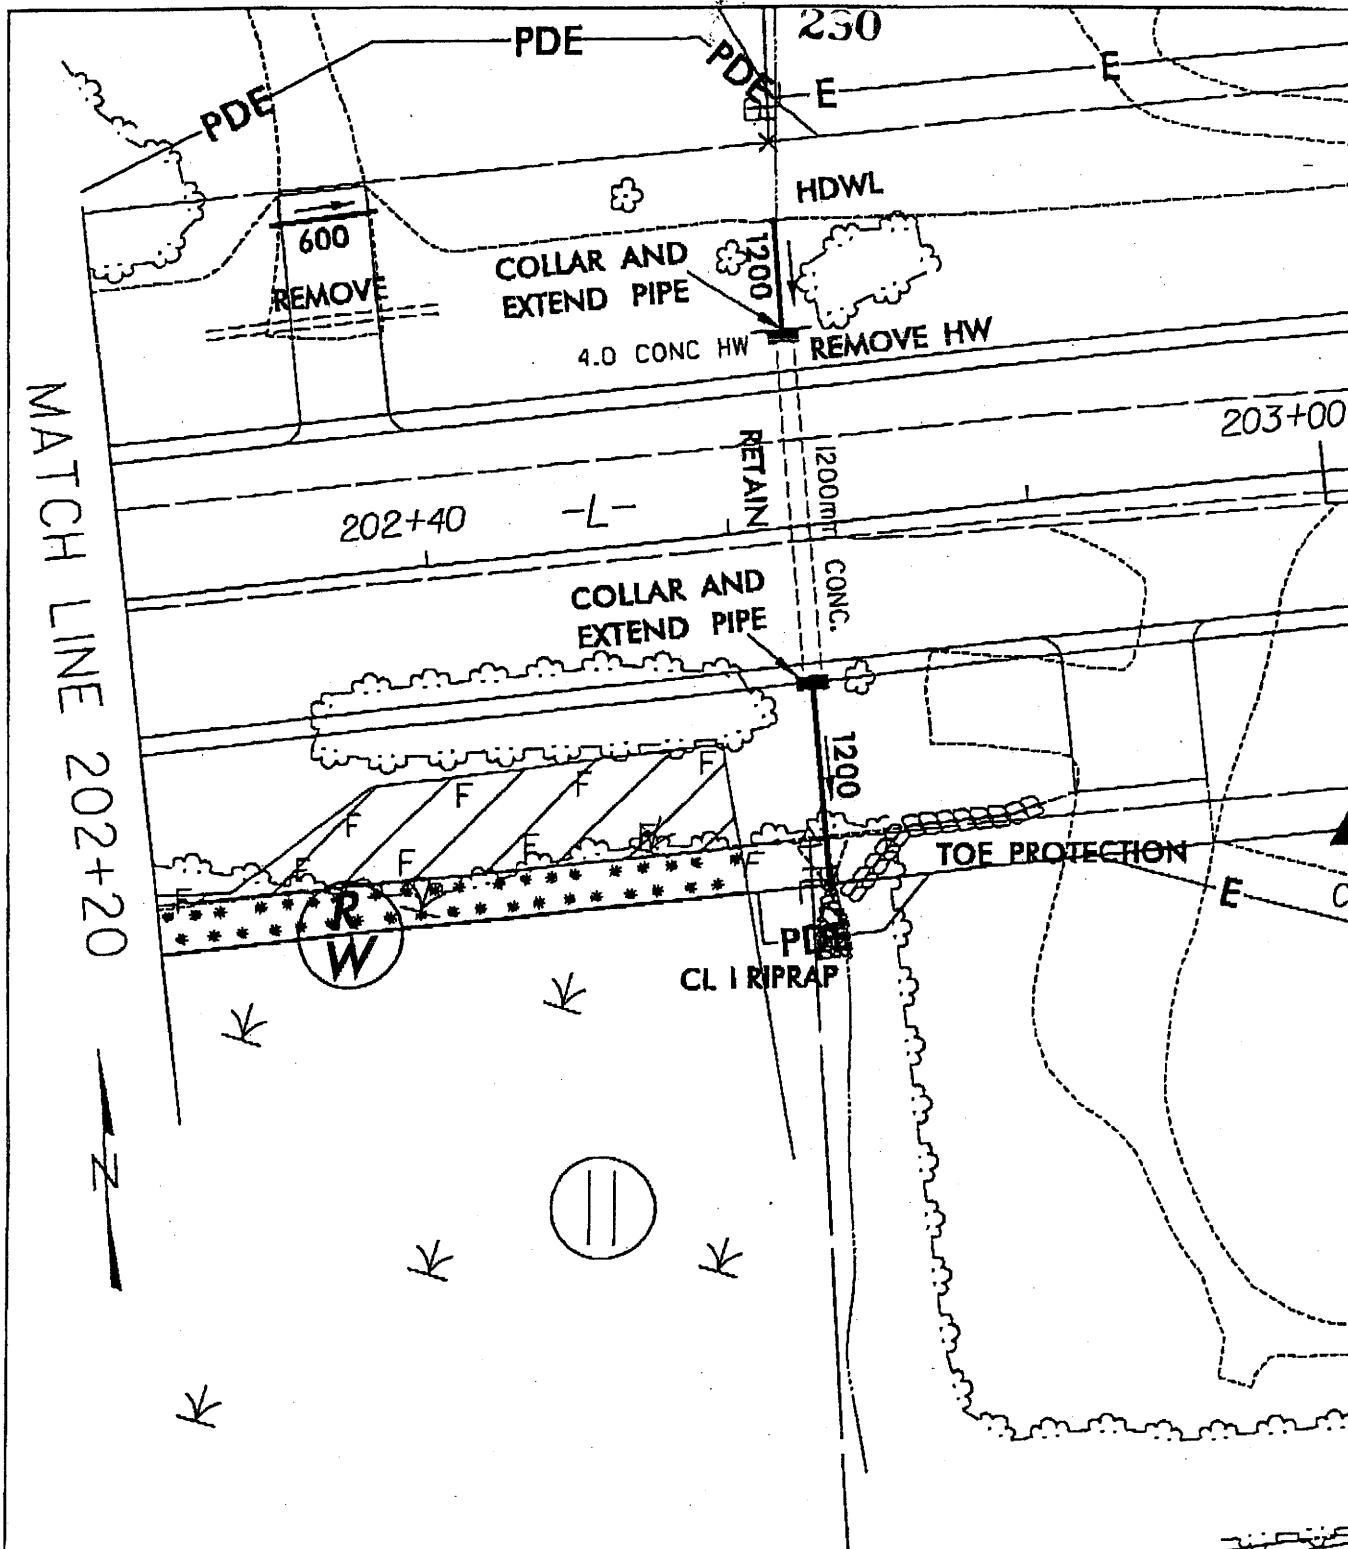 PDE
230
PDE
E
E
PDE
HDWL
600
1200
COLLAR AND
EXTEND PIPE
REMOVE
4.0 CONC HW
REMOVE HW
MATCH LINE 202+20
203+00
RETAIN
1200mm CONC.
202+40
-L-
COLLAR AND
EXTEND PIPE
1200
F
F
F
F
F
F
F
F
F
F
TOE PROTECTION
E
C
R
W
PDE
CL I RIPRAP
N
11